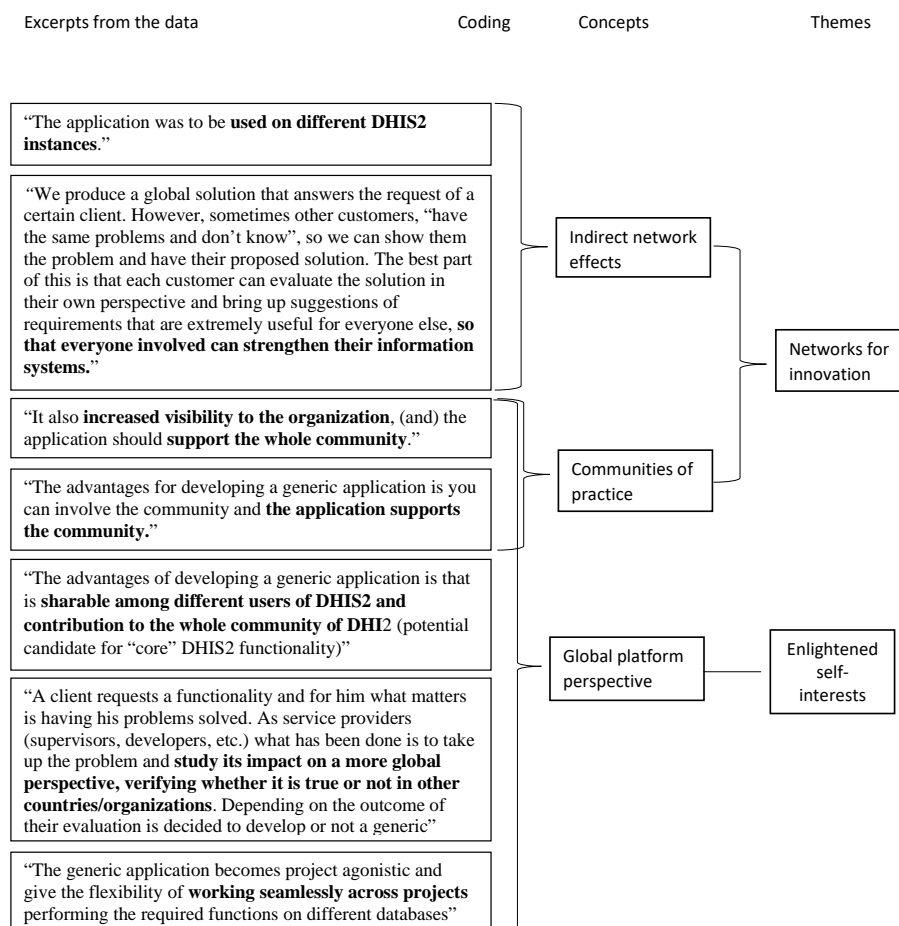 Excerpts from the data Coding Concepts Themes
“The application was to be used on different DHIS2
instances.”
“We produce a global solution that answers the request of a
certain client. However, sometimes other customers, “have
the same problems and don’t know”, so we can show them
the problem and have their proposed solution. The best
part of this is that each customer can evaluate the solution
in their own perspective and bring up suggestions of
requirements that are extremely useful for everyone else, so
that everyone involved can strengthen their information
systems.”
Indirect network
effects
Networks for
innovation
“It also increased visibility to the organization, (and) the
application should support the whole community.”
“The advantages for developing a generic application is you
can involve the community and the application supports
the community.”
Communities of
practice
“The advantages of developing a generic application is that
is sharable among different users of DHIS2 and
contribution to the whole community of DHI2 (potential
candidate for “core” DHIS2 functionality)”
“A client requests a functionality and for him what matters
is having his problems solved. As service providers
(supervisors, developers, etc.) what has been done is to take
up the problem and study its impact on a more global
perspective, verifying whether it is true or not in other
countries/organizations. Depending on the outcome of
their evaluation is decided to develop or not a generic”
“The generic application becomes project agonistic and
give the flexibility of working seamlessly across projects
performing the required functions on different databases”
Global platform
perspective
Enlightened
self-
interests